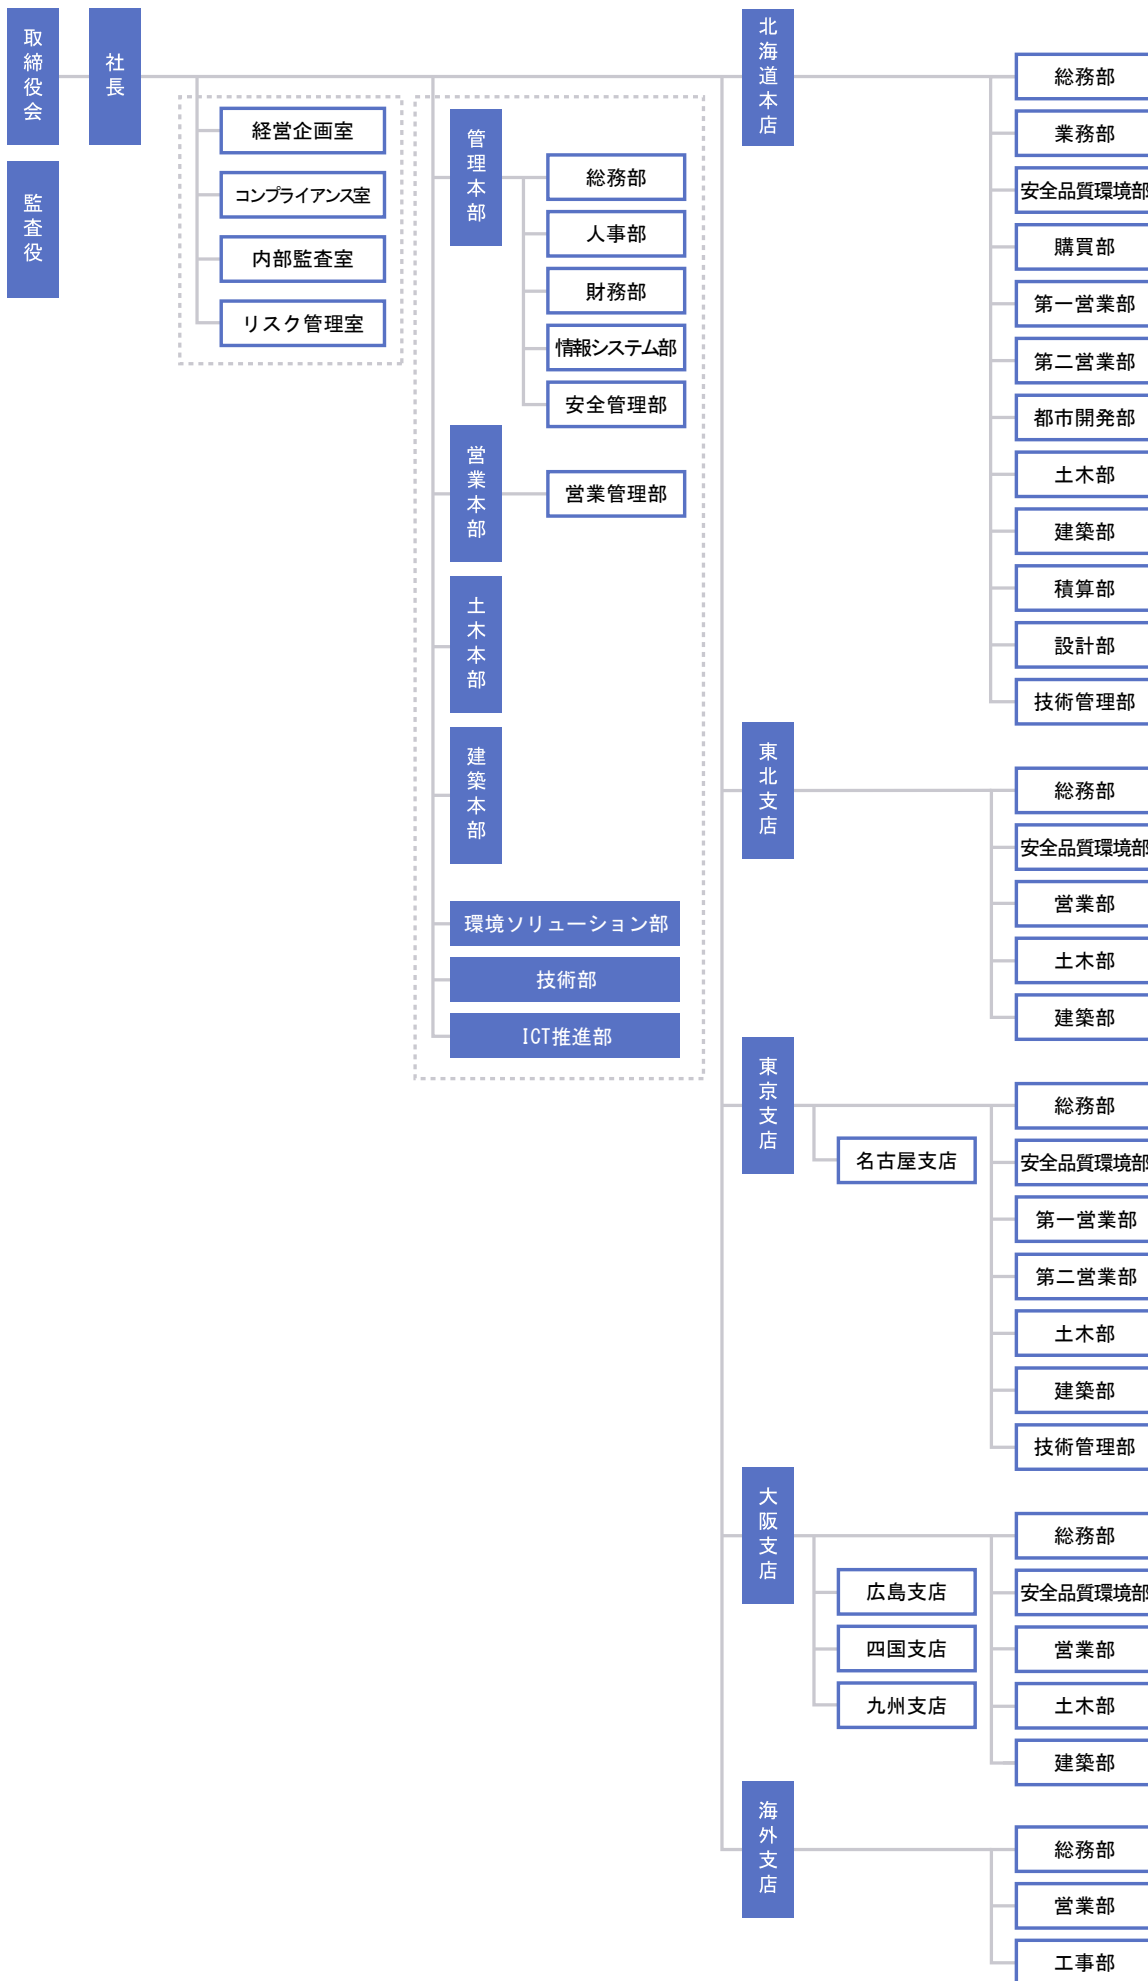 取締役会
監査役
社長
経営企画室
コンプライアンス室
内部監査室
リスク管理室
管理本部
総務部
人事部
財務部
情報システム部
安全管理部
営業本部
営業管理部
土木本部
建築本部
環境ソリューション部
技術部
ICT推進部
北海道本店
総務部
業務部
安全品質環境部
購買部
第一営業部
第二営業部
都市開発部
土木部
建築部
積算部
設計部
技術管理部
東北支店
総務部
安全品質環境部
営業部
土木部
建築部
東京支店
名古屋支店
総務部
安全品質環境部
第一営業部
第二営業部
土木部
建築部
技術管理部
大阪支店
広島支店
四国支店
九州支店
総務部
安全品質環境部
営業部
土木部
建築部
海外支店
総務部
営業部
工事部